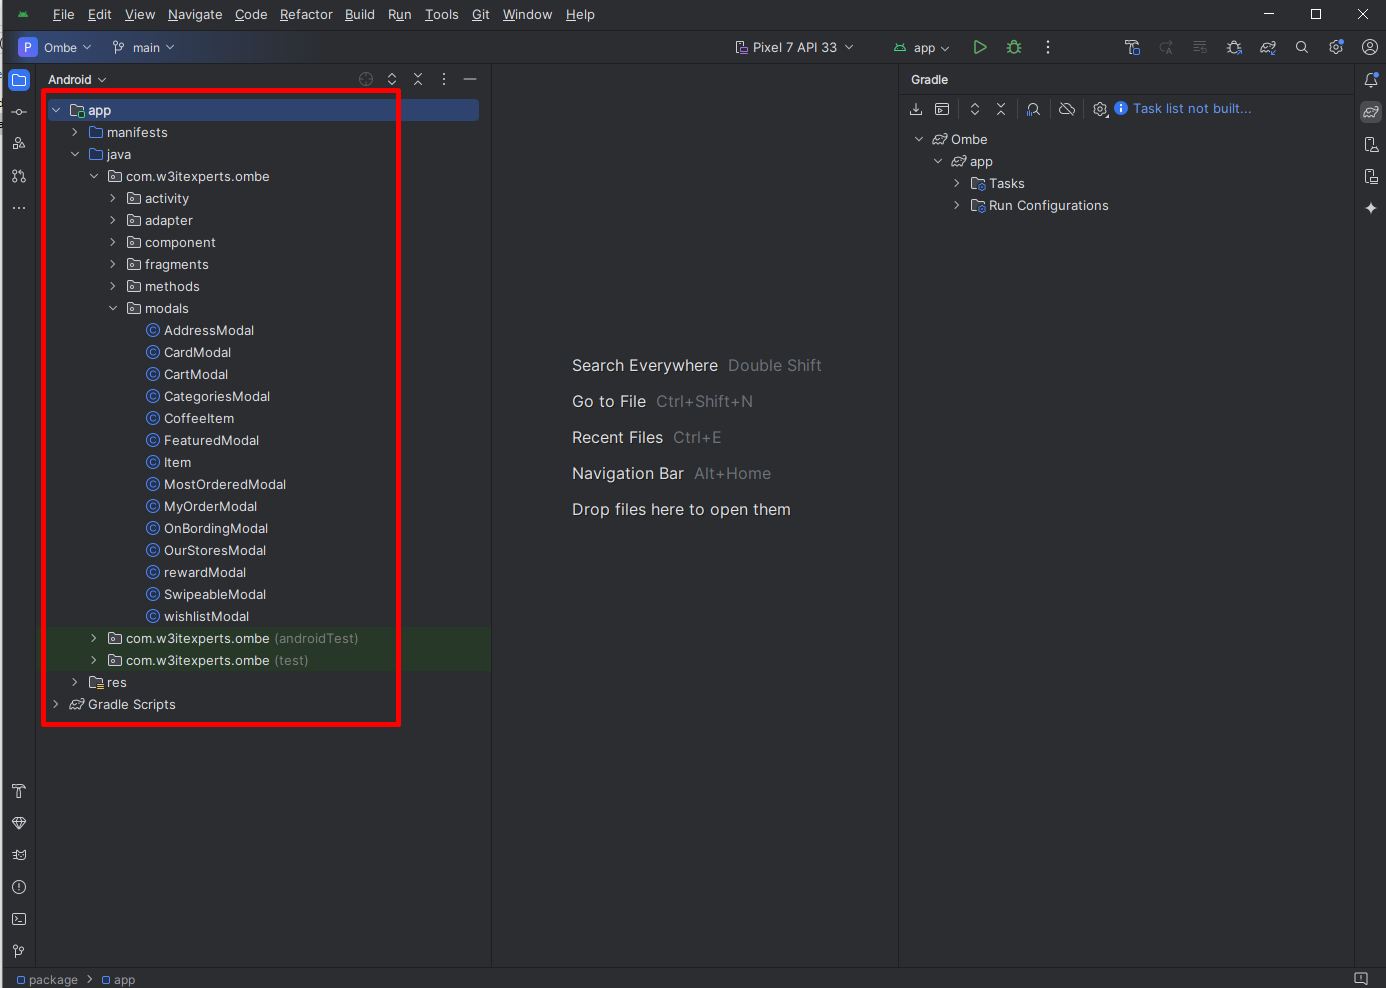 File Edit View Navigate Code Refactor Build Run Tools Git Window Help
P Ombe main Pixel 7 API 33 app
Android
app
manifests
java
com.w3itexperts.ombe
activity
adapter
component
fragments
methods
modals
AddressModal
CardModal
CartModal
CategoriesModal
CoffeeItem
FeaturedModal
Item
MostOrderedModal
MyOrderModal
OnBordingModal
OurStoresModal
rewardModal
SwipeableModal
wishlistModal
com.w3itexperts.ombe (androidTest)
com.w3itexperts.ombe (test)
res
Gradle Scripts
Search Everywhere Double Shift
Go to File Ctrl+Shift+N
Recent Files Ctrl+E
Navigation Bar Alt+Home
Drop files here to open them
Gradle
Task list not built...
Ombe
app
Tasks
Run Configurations
package > app